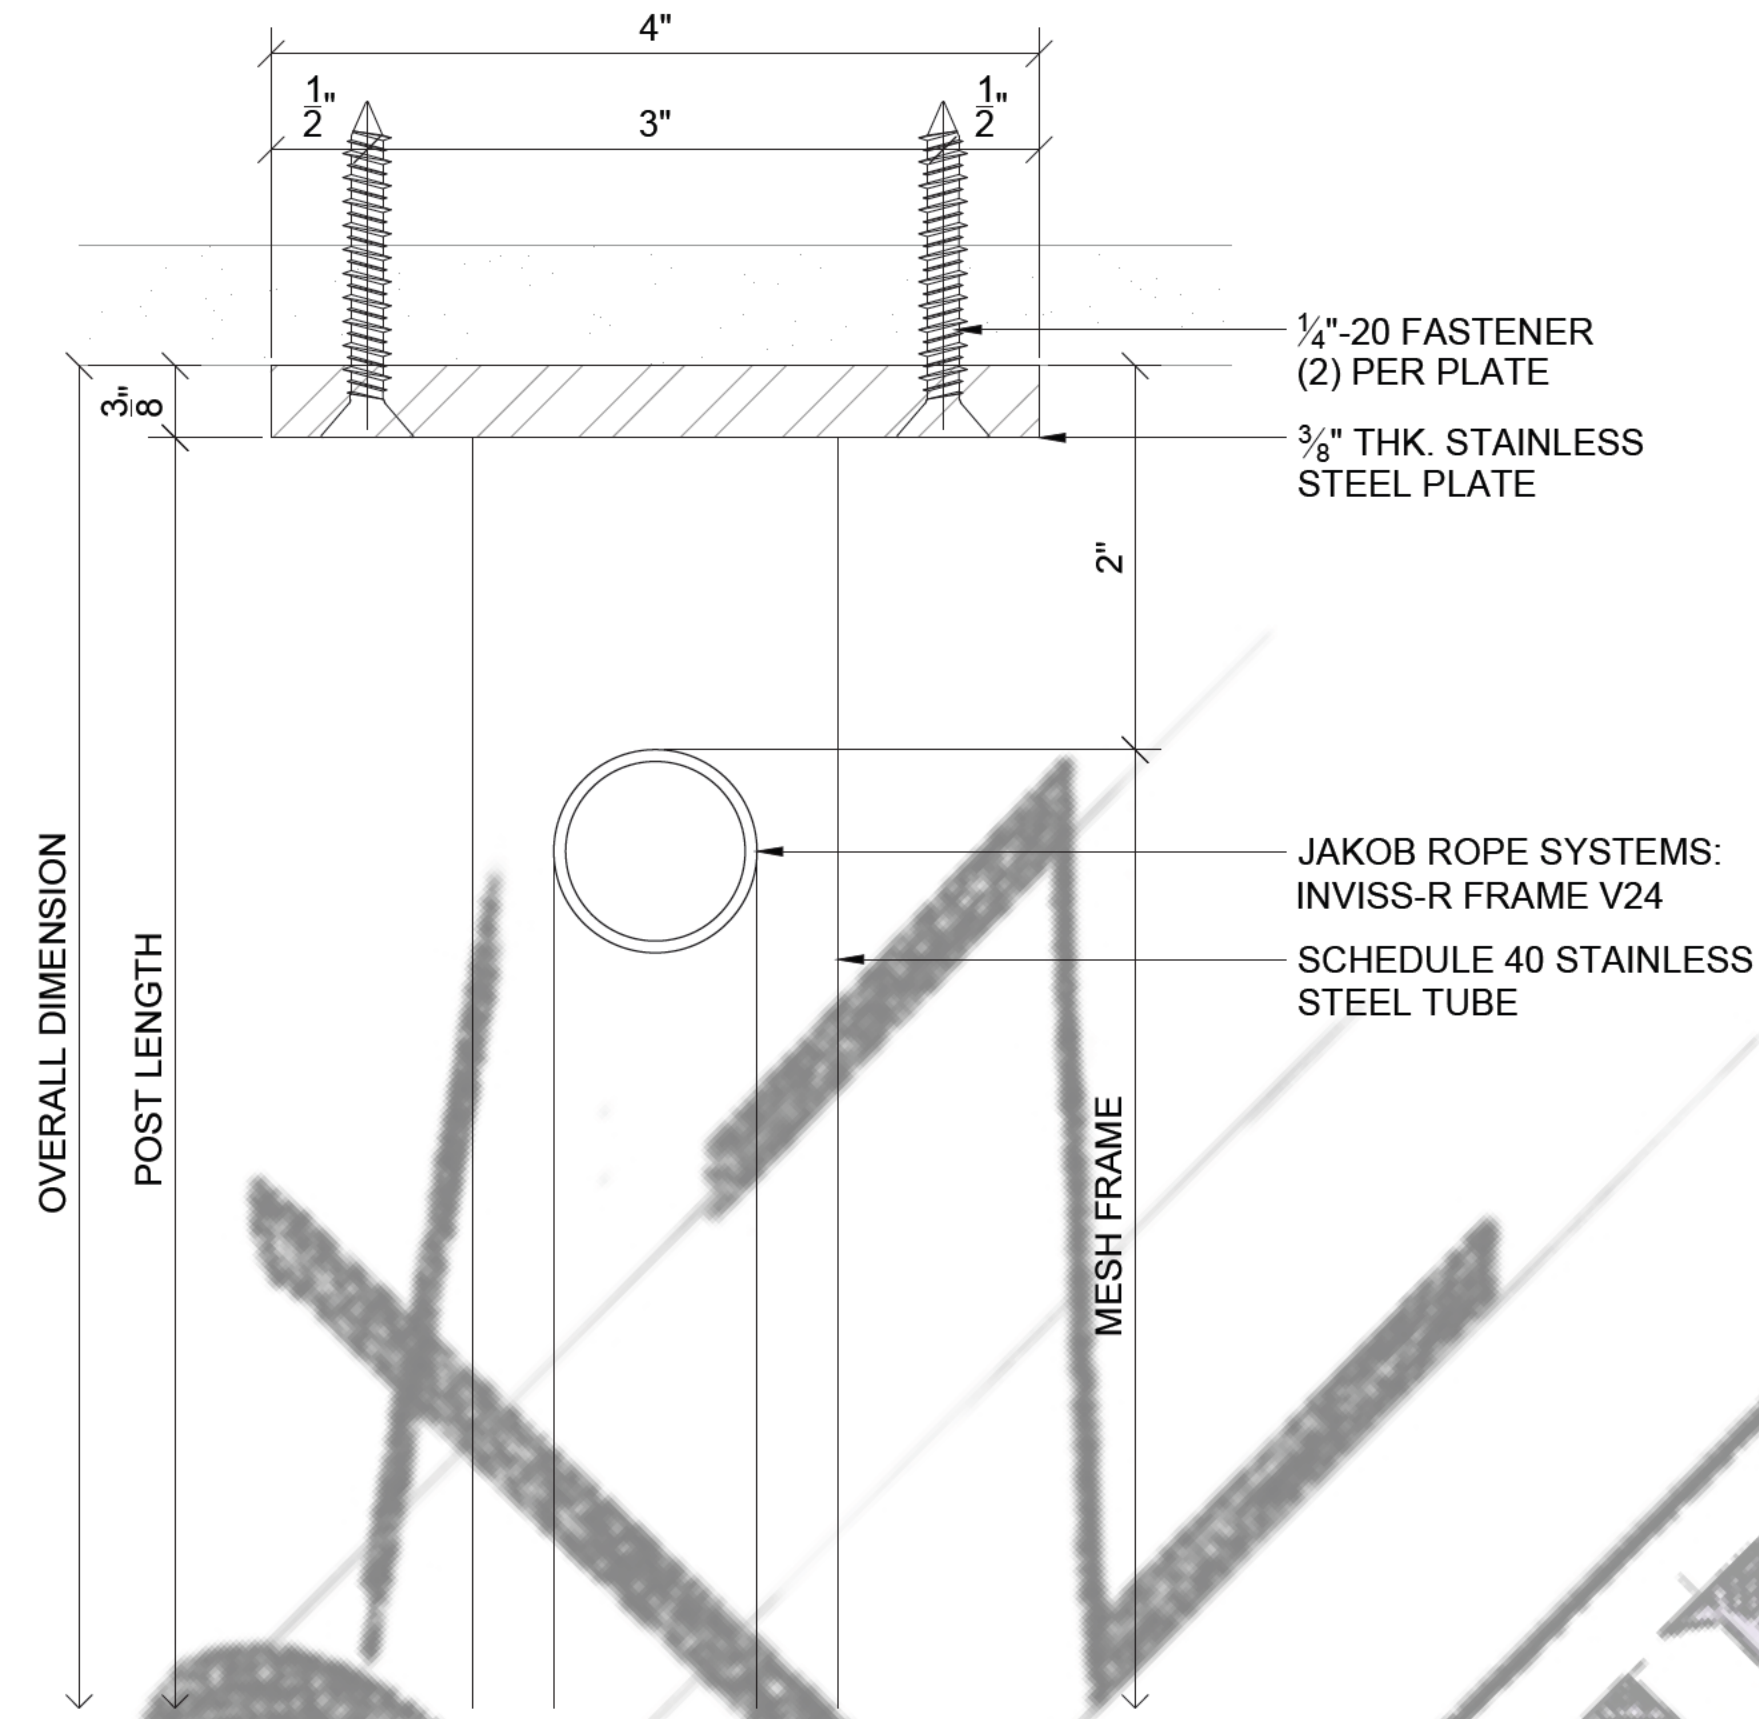 4"
1/2"
3"
1/2"
1/4"-20 FASTENER
(2) PER PLATE
3/8"
3/8" THK. STAINLESS
STEEL PLATE
2"
JAKOB ROPE SYSTEMS:
INVISS-R FRAME V24
SCHEDULE 40 STAINLESS
STEEL TUBE
OVERALL DIMENSION
POST LENGTH
MESH FRAME